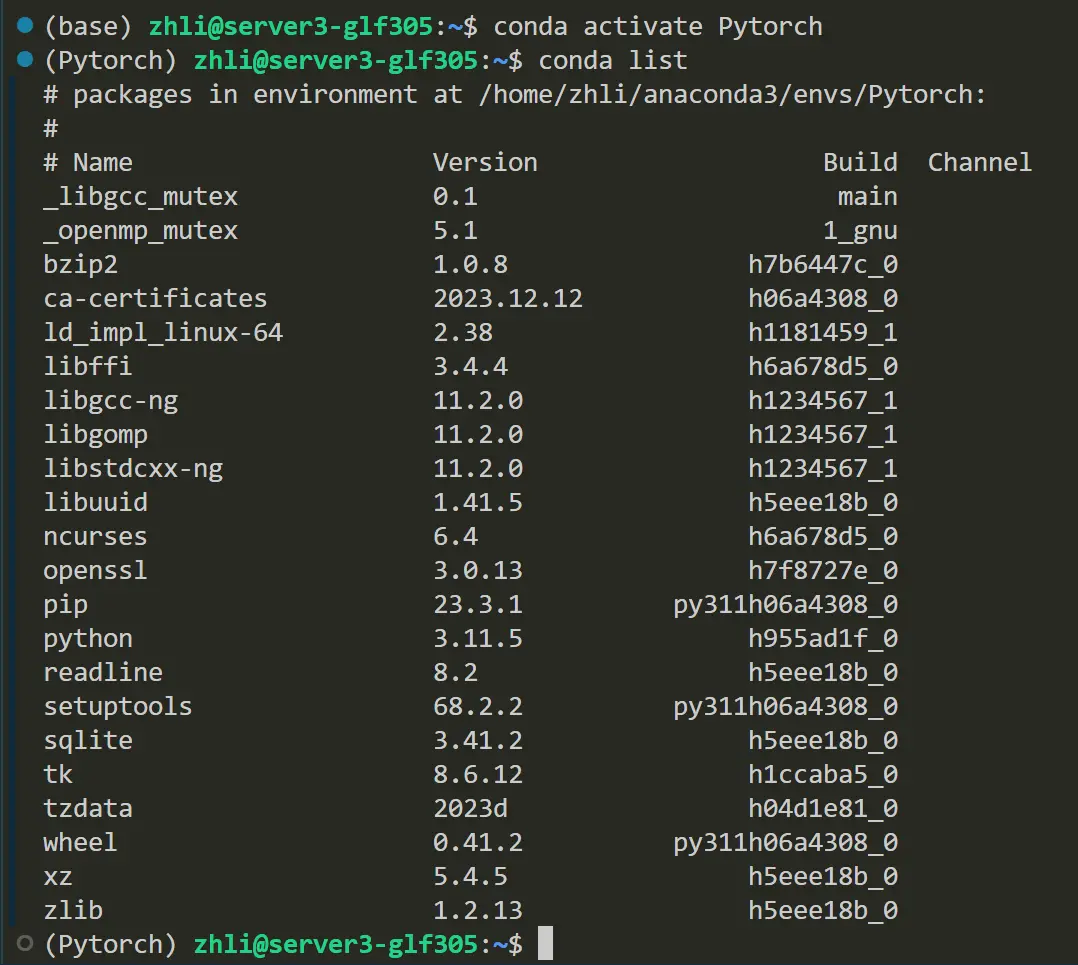 (base) zhli@server3-glf305:~$ conda activate Pytorch
(Pytorch) zhli@server3-glf305:~$ conda list
# packages in environment at /home/zhli/anaconda3/envs/Pytorch:
#
# Name                    Version                   Build  Channel
_libgcc_mutex             0.1                        main
_openmp_mutex             5.1                       1_gnu
bzip2                     1.0.8                h7b6447c_0
ca-certificates           2023.12.12           h06a4308_0
ld_impl_linux-64          2.38                 h1181459_1
libffi                    3.4.4                h6a678d5_0
libgcc-ng                 11.2.0               h1234567_1
libgomp                   11.2.0               h1234567_1
libstdcxx-ng              11.2.0               h1234567_1
libuuid                   1.41.5               h5eee18b_0
ncurses                   6.4                  h6a678d5_0
openssl                   3.0.13               h7f8727e_0
pip                       23.3.1          py311h06a4308_0
python                    3.11.5               h955ad1f_0
readline                  8.2                  h5eee18b_0
setuptools                68.2.2          py311h06a4308_0
sqlite                    3.41.2               h5eee18b_0
tk                        8.6.12               h1ccaba5_0
tzdata                    2023d                h04d1e81_0
wheel                     0.41.2          py311h06a4308_0
xz                        5.4.5                h5eee18b_0
zlib                      1.2.13               h5eee18b_0
(Pytorch) zhli@server3-glf305:~$